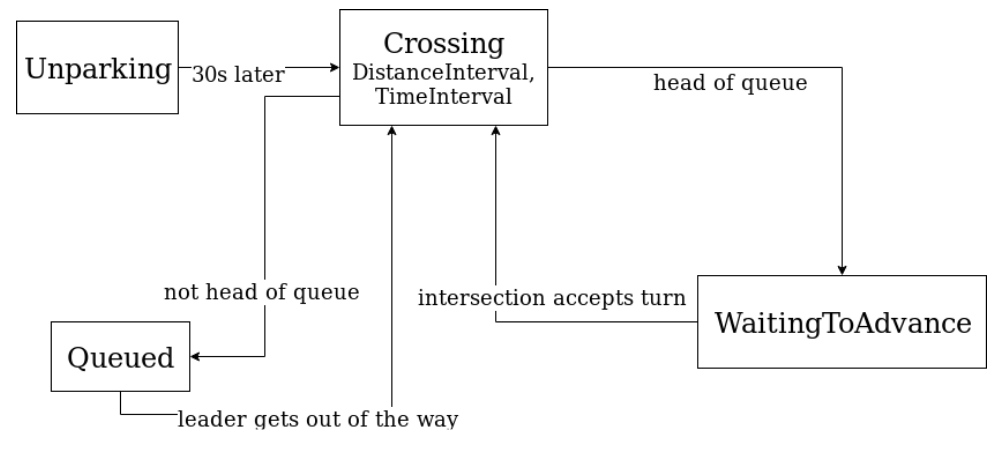 Unparking
30s later
Crossing
DistanceInterval,
TimeInterval
head of queue
not head of queue
intersection accepts turn
WaitingToAdvance
Queued
leader gets out of the way